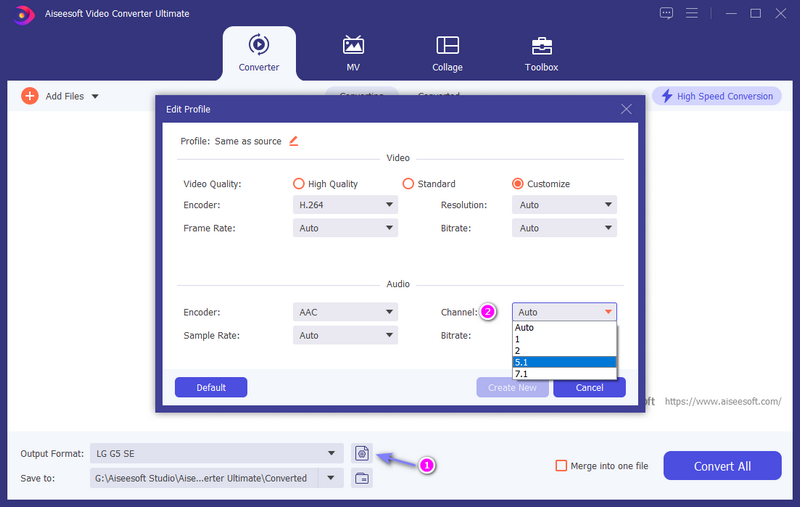 Aiseesoft Video Converter Ultimate
Converter
MV
Collage
Toolbox
Add Files
High Speed Conversion
Edit Profile
Profile: Same as source
Video
Video Quality: High Quality Standard Customize
Encoder: H.264 Resolution: Auto
Frame Rate: Auto Bitrate: Auto
Audio
Encoder: AAC Channel: 2 Auto
Sample Rate: Auto Bitrate:
Auto
1
2
5.1
7.1
Default Create New Cancel
https://www.aiseesoft.com/
Output Format: LG G5 SE
1
Save to: G:\Aiseesoft Studio\Aise...erter Ultimate\Converted
Merge into one file
Convert All